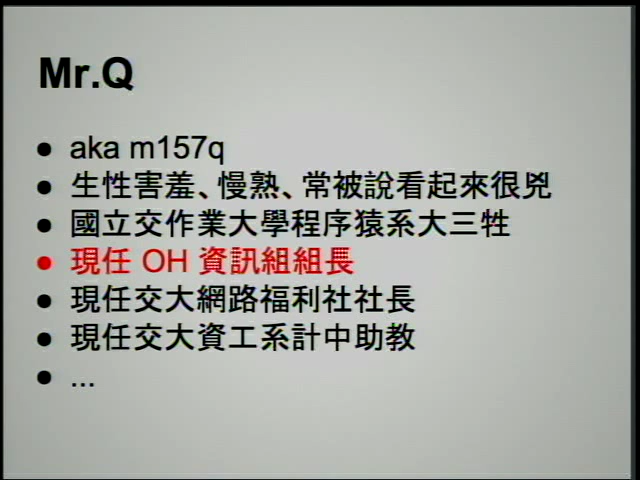 Mr.Q
● aka m157q
● 生性害羞、慢熟、常被說看起來很兇
● 國立交作業大學程序猿系大三牲
● 現任 OH 資訊組組長
● 現任交大網路福利社社長
● 現任交大資工系計中助教
● ...